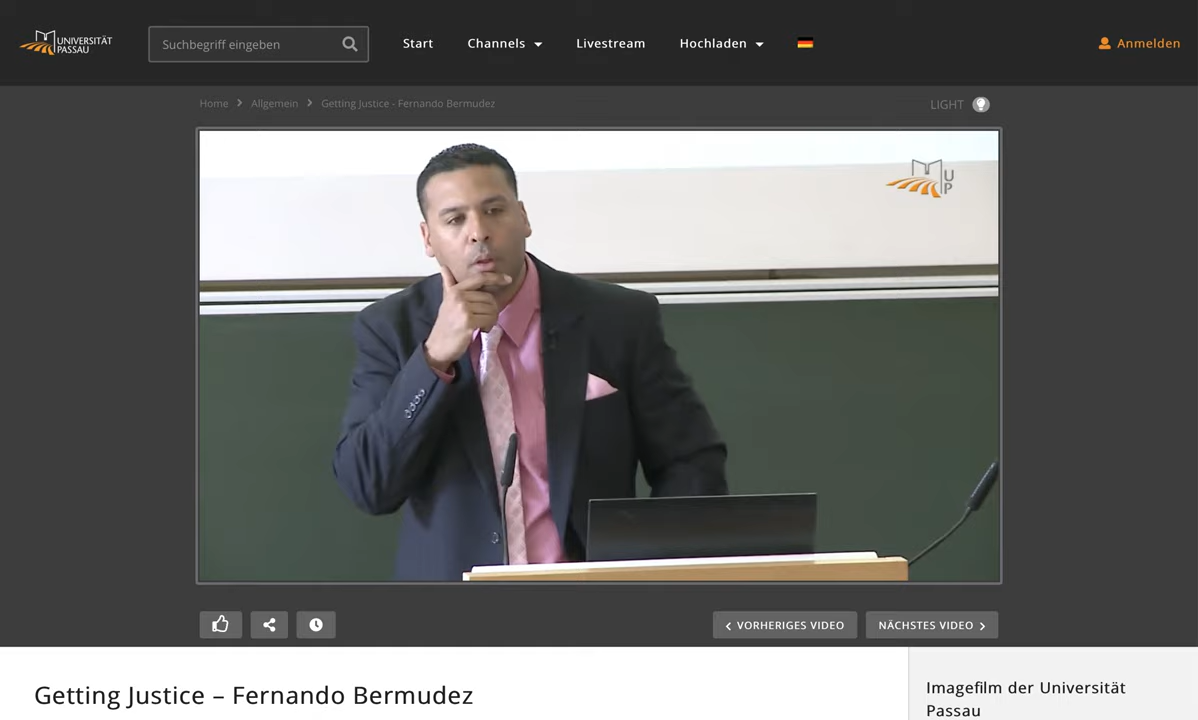 UNIVERSITÄT
PASSAU
Suchbegriff eingeben
Start
Channels
Livestream
Hochladen
Anmelden
Home
Allgemein
Getting Justice - Fernando Bermudez
LIGHT
U
P
VORHERIGES VIDEO
NÄCHSTES VIDEO
Getting Justice – Fernando Bermudez
Imagefilm der Universität
Passau